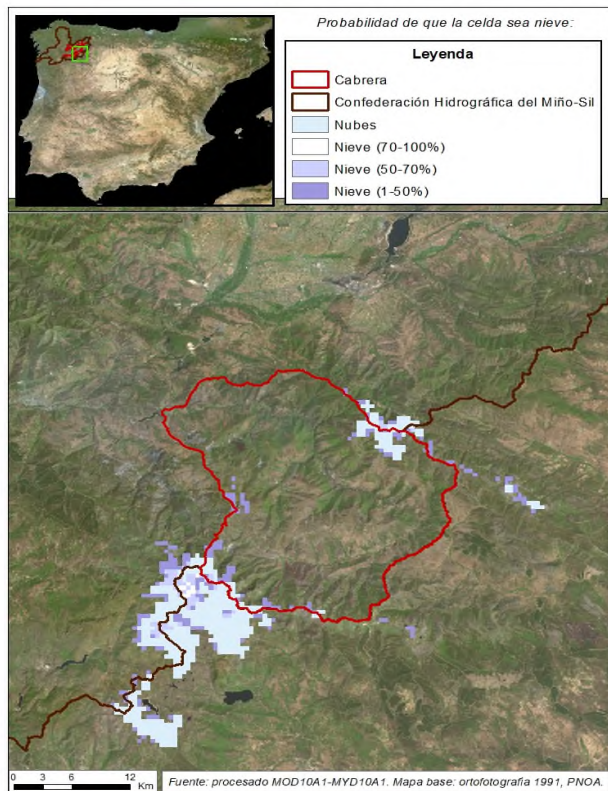 Probabilidad de que la celda sea nieve:
Leyenda
Cabrera
Confederación Hidrográfica del Miño-Sil
Nubes
Nieve (70-100%)
Nieve (50-70%)
Nieve (1-50%)
0 3 6 12
Km
Fuente: procesado MOD10A1-MYD10A1. Mapa base: ortofotografía 1991, PNOA.